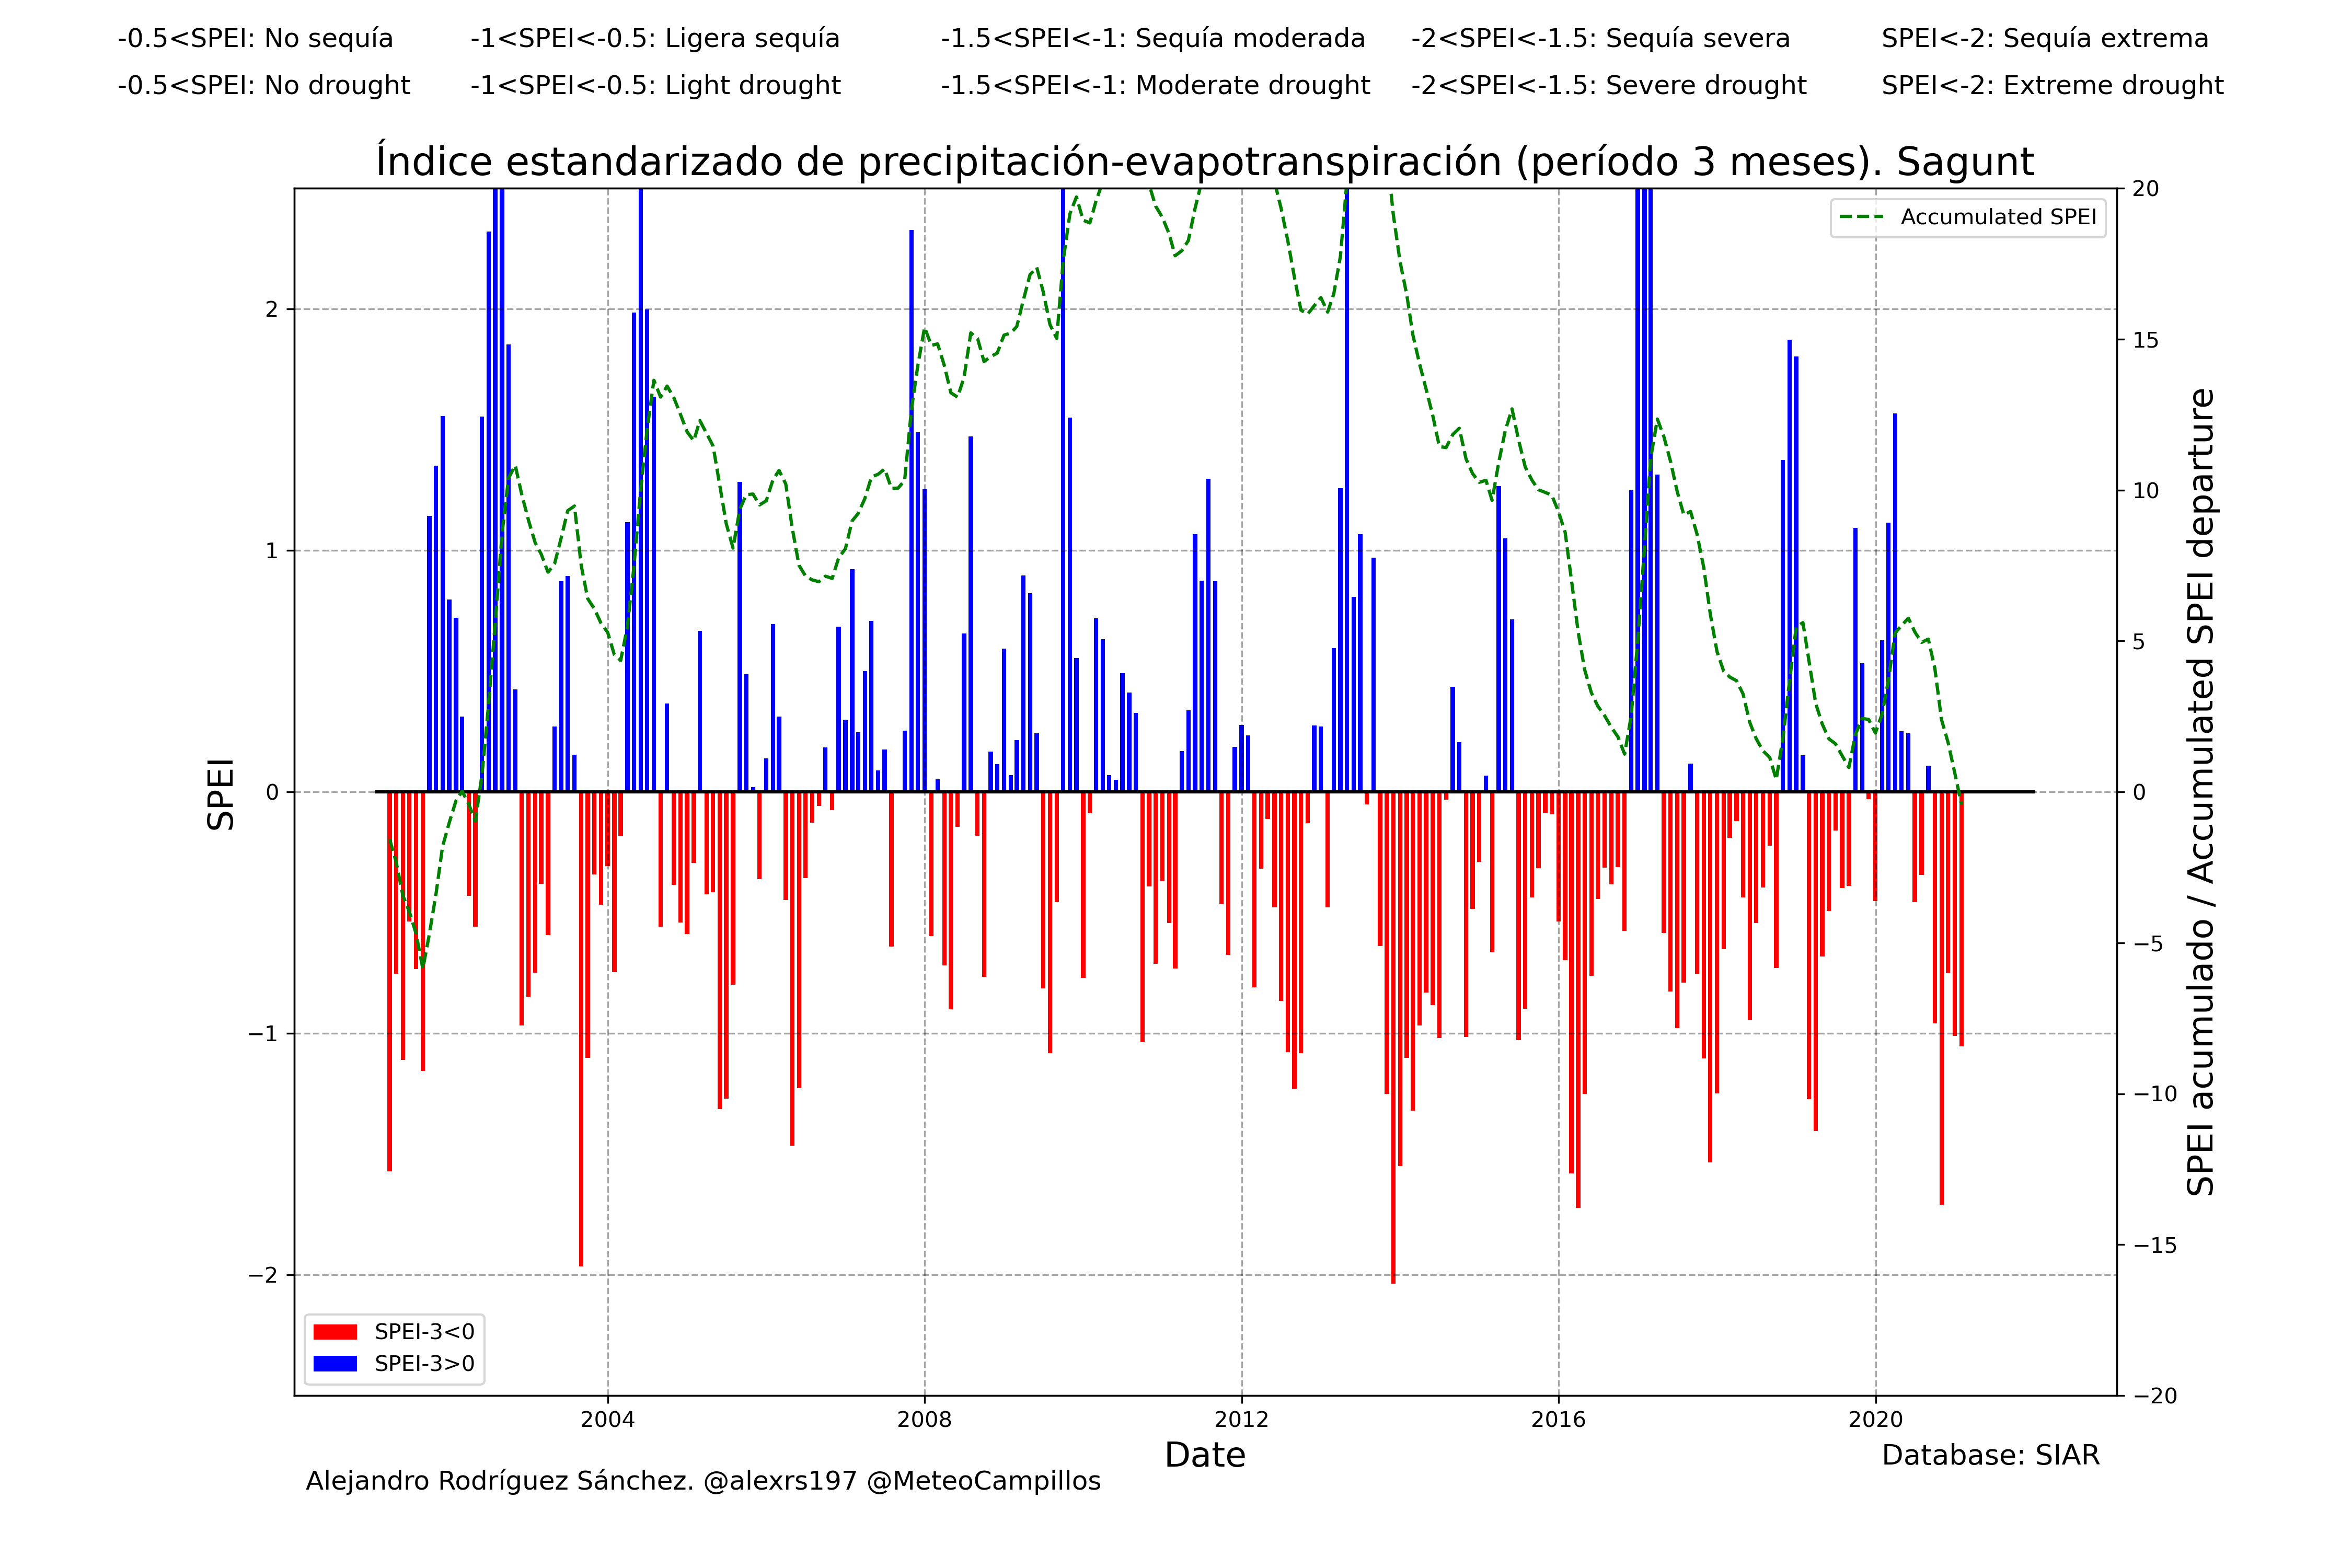 -0.5<SPEI: No sequía -1<SPEI<-0.5: Ligera sequía -1.5<SPEI<-1: Sequía moderada -2<SPEI<-1.5: Sequía severa SPEI<-2: Sequía extrema
-0.5<SPEI: No drought -1<SPEI<-0.5: Light drought -1.5<SPEI<-1: Moderate drought -2<SPEI<-1.5: Severe drought SPEI<-2: Extreme drought
Índice estandarizado de precipitación-evapotranspiración (período 3 meses). Sagunt
Accumulated SPEI
SPEI
2
1
0
−1
−2
20
15
10
5
0
−5
−10
−15
−20
SPEI acumulado / Accumulated SPEI departure
SPEI-3<0
SPEI-3>0
2004 2008 2012 2016 2020
Date
Database: SIAR
Alejandro Rodríguez Sánchez. @alexrs197 @MeteoCampillos